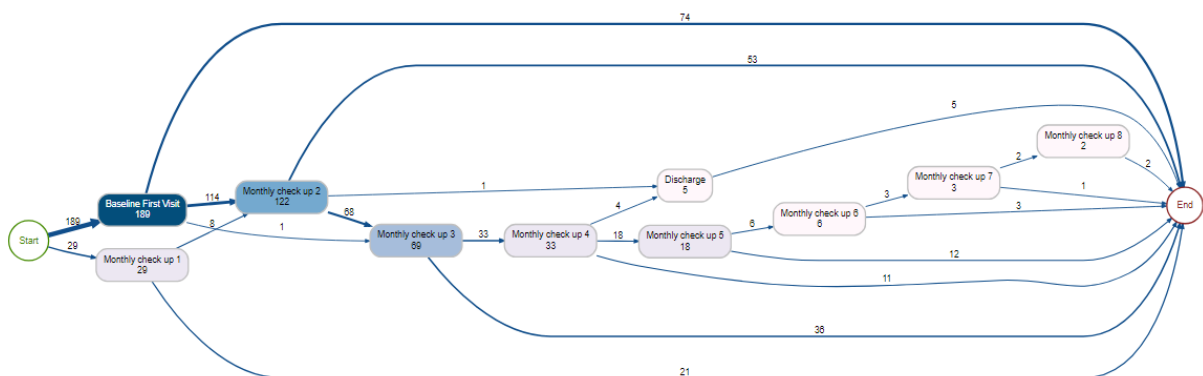 74
53
5
Monthly check up 8
2
2
2
Discharge
5
Monthly check up 7
3
1
1
Baseline First Visit
189
114
Monthly check up 2
122
3
4
Monthly check up 6
6
3
End
189
68
8
1
Start
29
Monthly check up 3
69
33
Monthly check up 4
33
18
Monthly check up 5
18
6
12
Monthly check up 1
29
11
36
21